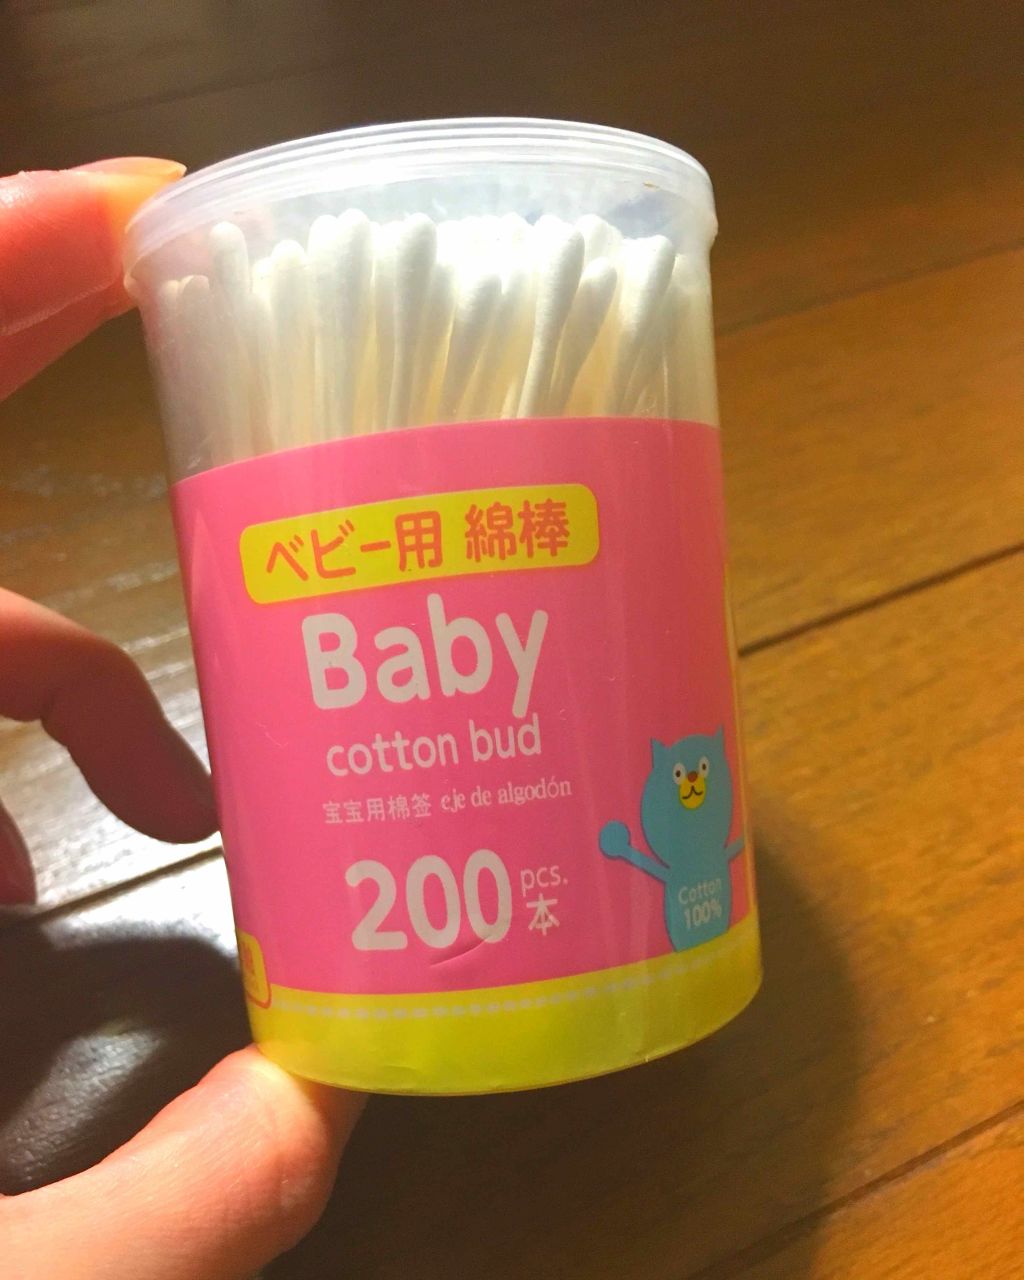 ベビー用 綿棒
Baby
cotton bud
宝宝用棉签 eje de algodón
200 pcs.
本
Cotton
100%